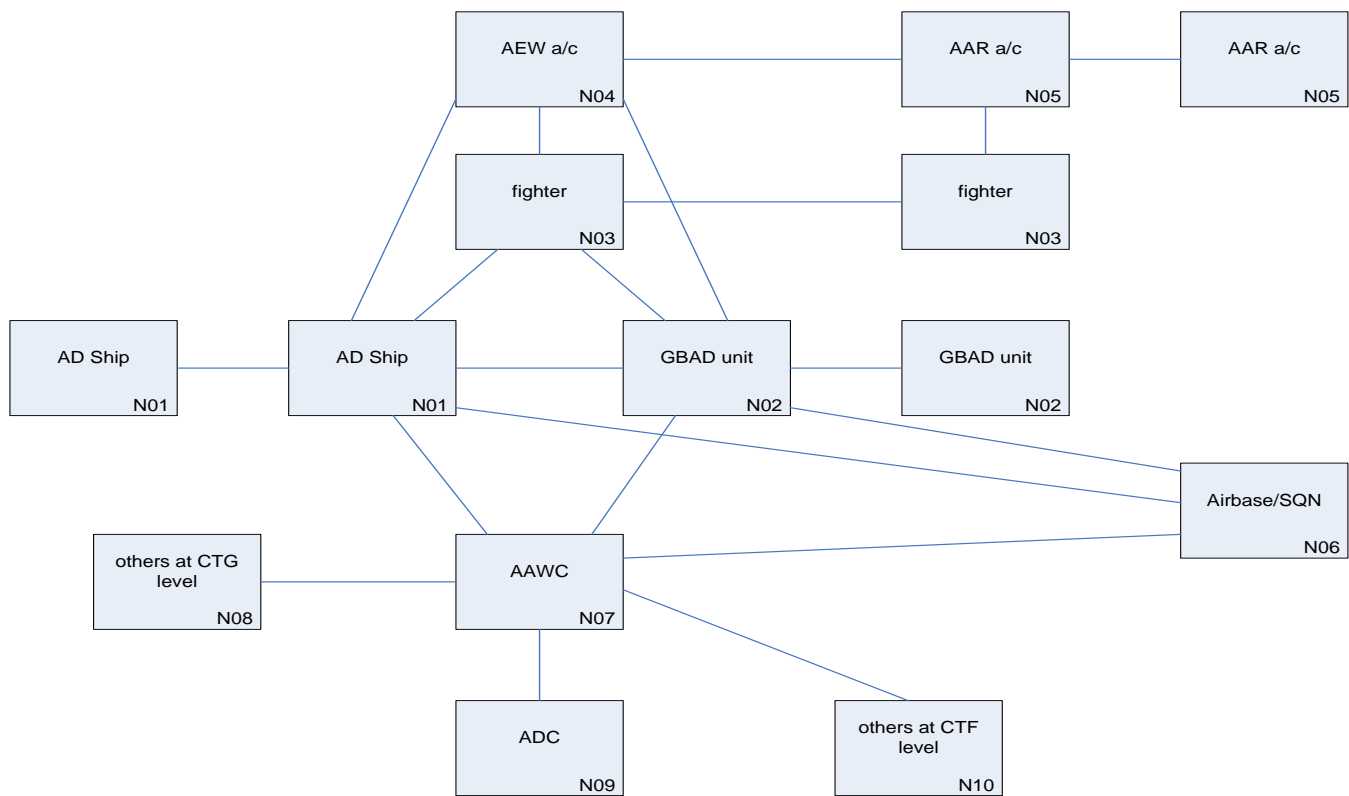 AEW a/c
N04
AAR a/c
N05
AAR a/c
N05
fighter
N03
fighter
N03
AD Ship
N01
AD Ship
N01
GBAD unit
N02
GBAD unit
N02
Airbase/SQN
N06
others at CTG
level
N08
AAWC
N07
ADC
N09
others at CTF
level
N10